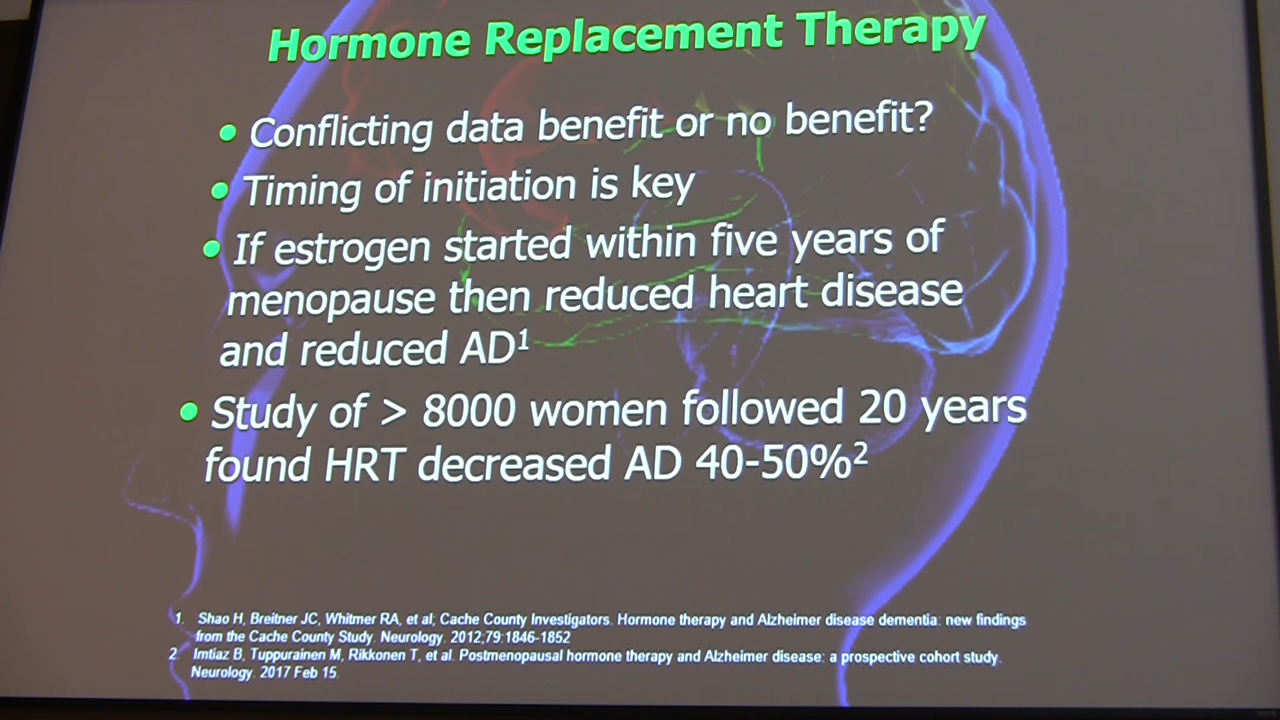 Hormone Replacement Therapy
• Conflicting data benefit or no benefit?
• Timing of initiation is key
• If estrogen started within five years of
menopause then reduced heart disease
and reduced AD1
• Study of > 8000 women followed 20 years
found HRT decreased AD 40-50%2
1. Shao H, Breitner JC, Whitmer RA, et al; Cache County Investigators. Hormone therapy and Alzheimer disease dementia: new findings
from the Cache County Study. Neurology. 2012;79:1846-1852
2. Imtiaz B, Tuppurainen M, Rikkonen T, et al. Postmenopausal hormone therapy and Alzheimer disease: a prospective cohort study.
Neurology. 2017 Feb 15.